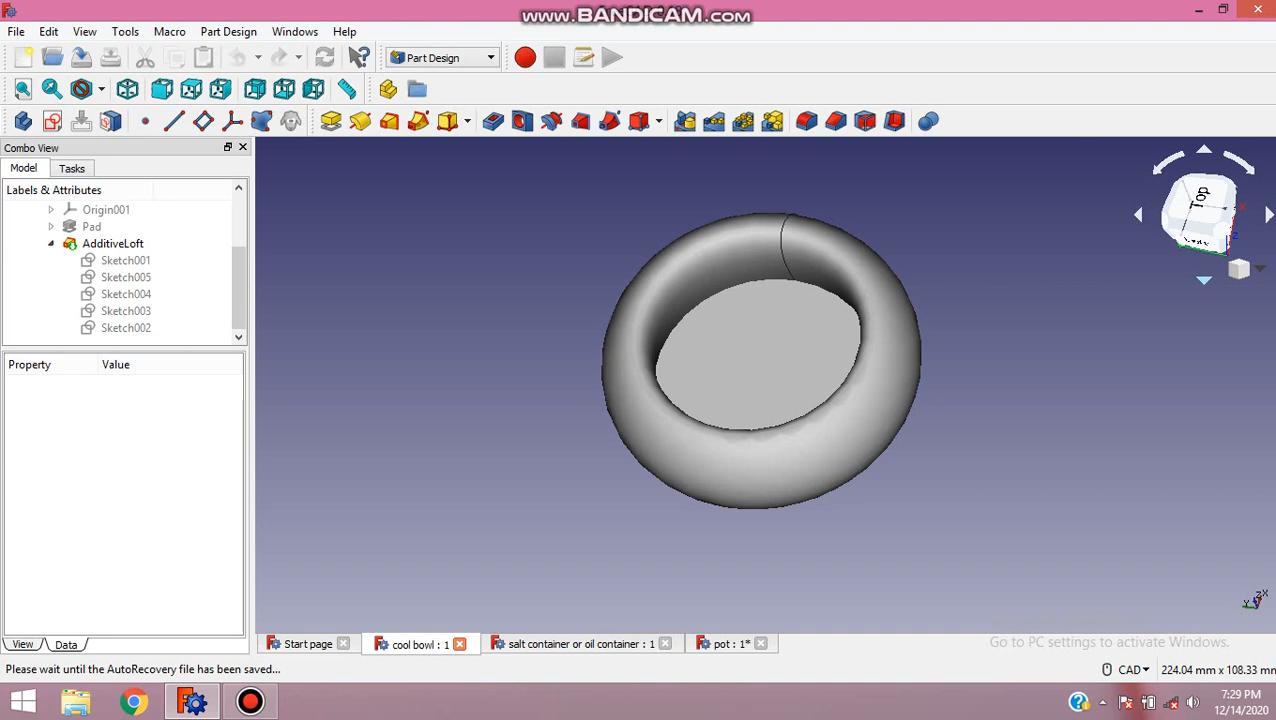 www.BANDICAM.com
File Edit View Tools Macro Part Design Windows Help
Part Design
Combo View
Model Tasks
Labels & Attributes
Origin001
Pad
AdditiveLoft
Sketch001
Sketch005
Sketch004
Sketch003
Sketch002
Property Value
Top
View Data
Start page cool bowl : 1 salt container or oil container : 1 pot : 1*
Go to PC settings to activate Windows.
Please wait until the AutoRecovery file has been saved... CAD 224.04 mm x 108.33 mm
7:29 PM
12/14/2020